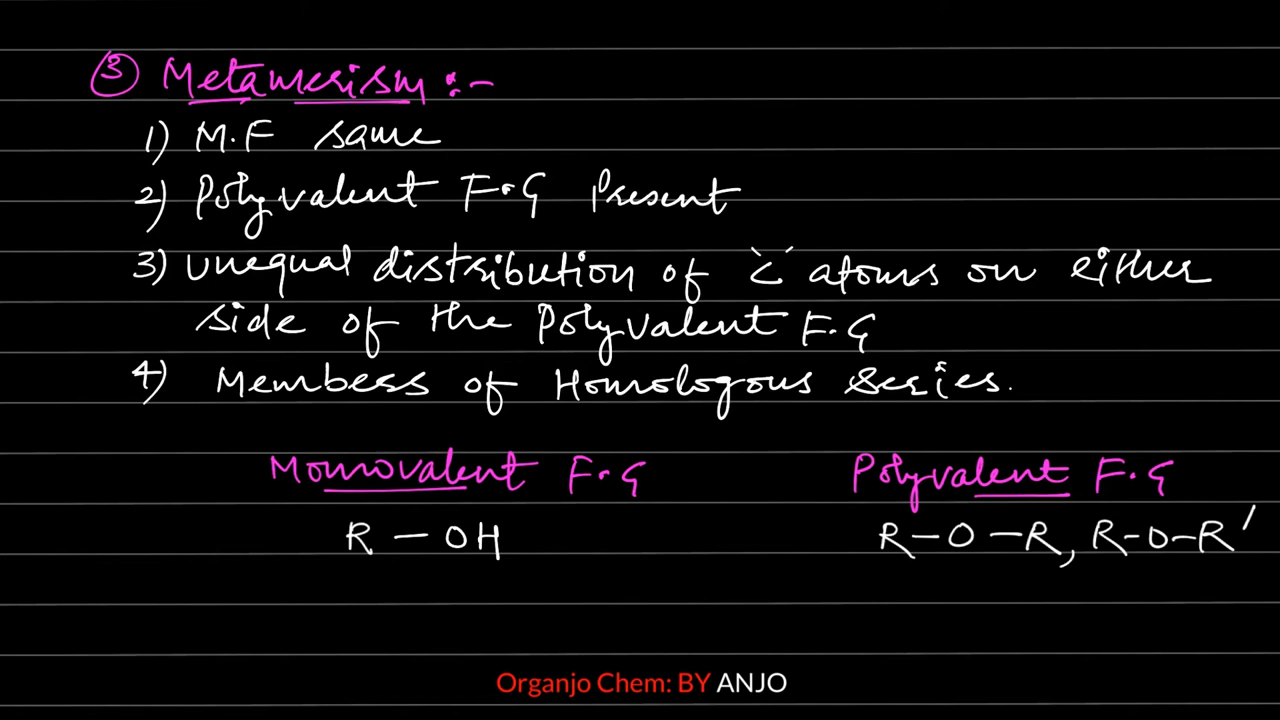 ③ Metamerism :-
1) M.F same
2) Polyvalent F.G Present
3) unequal distribution of 'C' atoms on either
side of the Polyvalent F.G
4) Members of Homologous series.
Monovalent F.G Polyvalent F.G
R – OH R–O–R, R–O–R'
Organjo Chem: BY ANJO